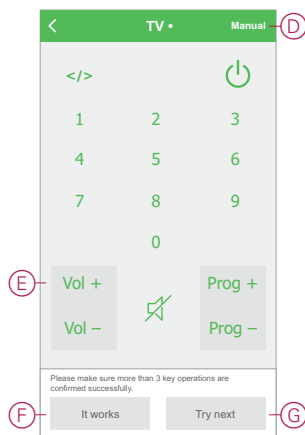 TV •
Manual
D
</>
1 2 3
4 5 6
7 8 9
0
E
Vol + Prog +
Vol – Prog –
Please make sure more than 3 key operations are
confirmed successfully.
F
It works Try next
G